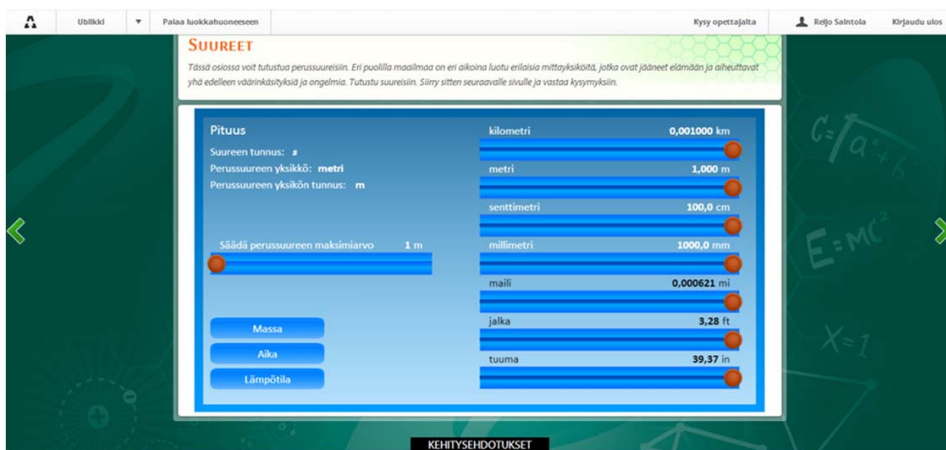 Ublikki
Palaa luokkahuoneeseen
Kysy opettajalta
Reijo Saintola
Kirjaudu ulos
SUUREET
Tässä osiossa voit tutustua perussuureisiin. Eri puolilla maailmaa on eri aikoina luotu erilaisia mittayksiköitä, jotka ovat jääneet elämään ja aiheuttavat
yhä edelleen väärinkäsityksiä ja ongelmia. Tutustu suureisiin. Siirry sitten seuraavalle sivulle ja vastaa kysymyksiin.
Pituus
Suureen tunnus: s
Perussuureen yksikkö: metri
Perussuureen yksikön tunnus: m
Säädä perussuureen maksimiarvo 1 m
Massa
Aika
Lämpötila
kilometri 0,001000 km
metri 1,000 m
senttimetri 100,0 cm
millimetri 1000,0 mm
maili 0,000621 mi
jalka 3,28 ft
tuuma 39,37 in
E=MC²
X=1
KEHITYSEHDOTUKSET